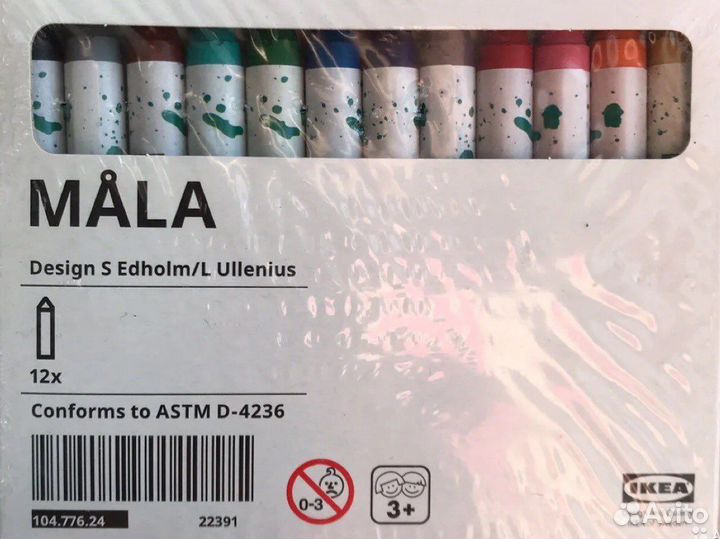 MÅLA
Design S Edholm/L Ullenius
12x
Conforms to ASTM D-4236
0-3
3+
104.776.24
22391
IKEA
Avito